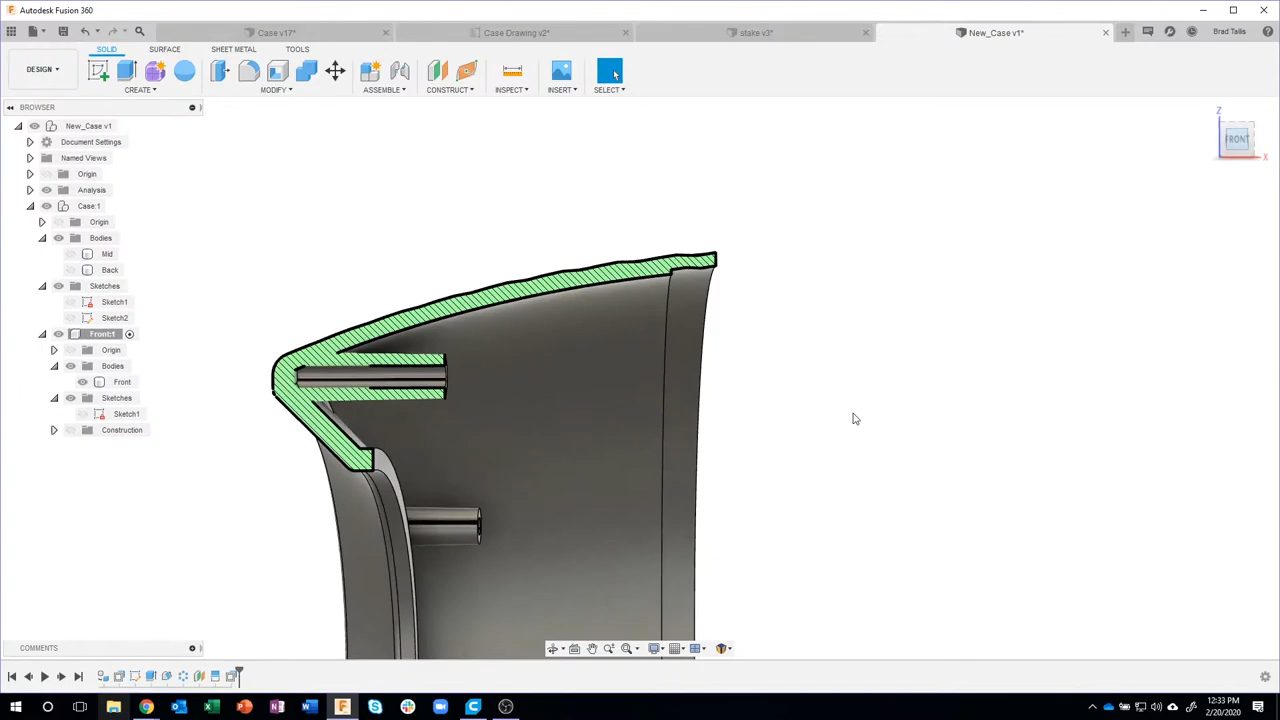 Autodesk Fusion 360
Case v17*
Case Drawing v2*
stake v3*
New_Case v1*
Brad Tallis
DESIGN
SOLID
SURFACE
SHEET METAL
TOOLS
CREATE
MODIFY
ASSEMBLE
CONSTRUCT
INSPECT
INSERT
SELECT
BROWSER
New_Case v1
Document Settings
Named Views
Origin
Analysis
Case:1
Origin
Bodies
Mid
Back
Sketches
Sketch1
Sketch2
Front:1
Origin
Bodies
Front
Sketches
Sketch1
Construction
Z
FRONT
X
COMMENTS
12:33 PM
2/20/2020